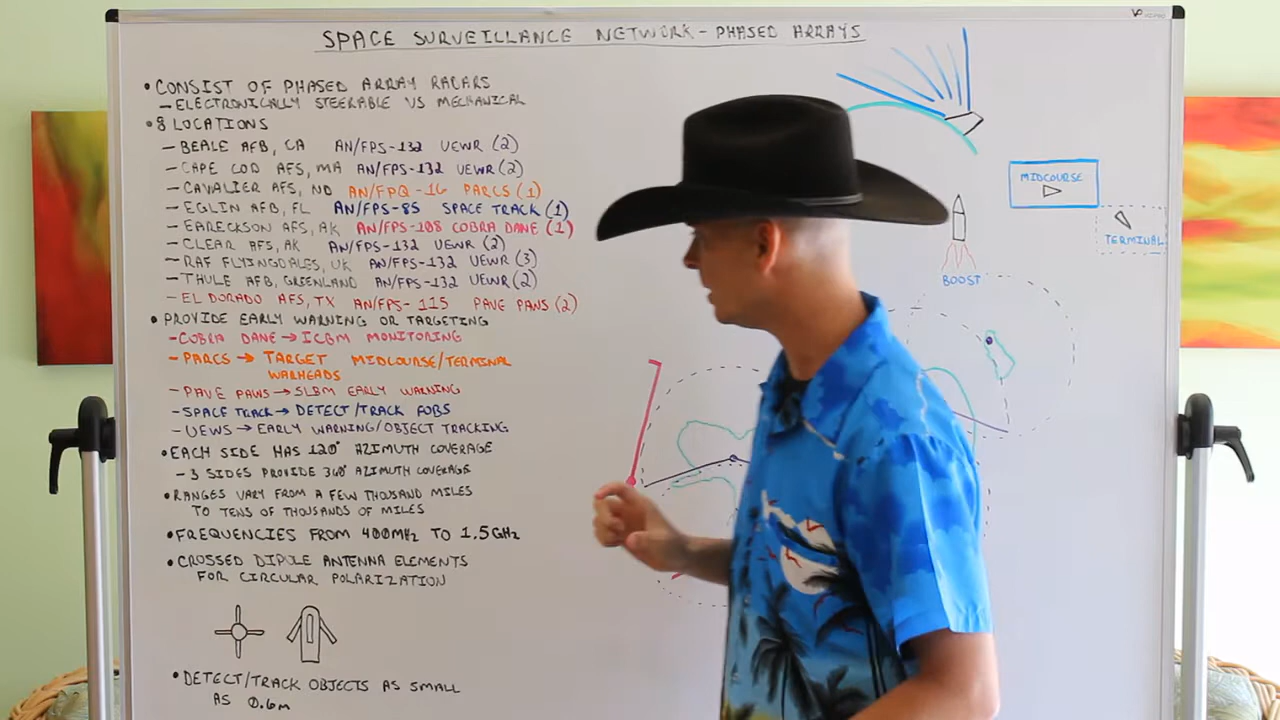 SPACE SURVEILLANCE NETWORK - PHASED ARRAYS
• CONSIST OF PHASED ARRAY RADARS
- ELECTRONICALLY STEERABLE VS MECHANICAL
• 8 LOCATIONS
- BEALE AFB, CA AN/FPS-132 UEWR (2)
- CAPE COD AFS, MA AN/FPS-132 UEWR (2)
- CAVALIER AFS, ND AN/FPQ-16 PARCS (1)
- EGLIN AFB, FL AN/FPS-85 SPACE TRACK (1)
- EARECKSON AFS, AK AN/FPS-108 COBRA DANE (1)
- CLEAR AFS, AK AN/FPS-132 UEWR (2)
- RAF FLYINGDALES, UK AN/FPS-132 UEWR (3)
- THULE AFB, GREENLAND AN/FPS-132 UEWR (2)
- EL DORADO AFS, TX AN/FPS-115 PAVE PAWS (2)
• PROVIDE EARLY WARNING OR TARGETING
- COBRA DANE → ICBM MONITORING
- PARCS → TARGET MIDCOURSE/TERMINAL
WARHEADS
- PAVE PAWS → SLBM EARLY WARNING
- SPACE TRACK → DETECT/TRACK FOBS
- UEWS → EARLY WARNING/OBJECT TRACKING
• EACH SIDE HAS 120° AZIMUTH COVERAGE
- 3 SIDES PROVIDE 360° AZIMUTH COVERAGE
• RANGES VARY FROM A FEW THOUSAND MILES
TO TENS OF THOUSANDS OF MILES
• FREQUENCIES FROM 400MHz TO 1.5GHz
• CROSSED DIPOLE ANTENNA ELEMENTS
FOR CIRCULAR POLARIZATION
• DETECT/TRACK OBJECTS AS SMALL
AS 0.6m
MIDCOURSE
TERMINAL
BOOST